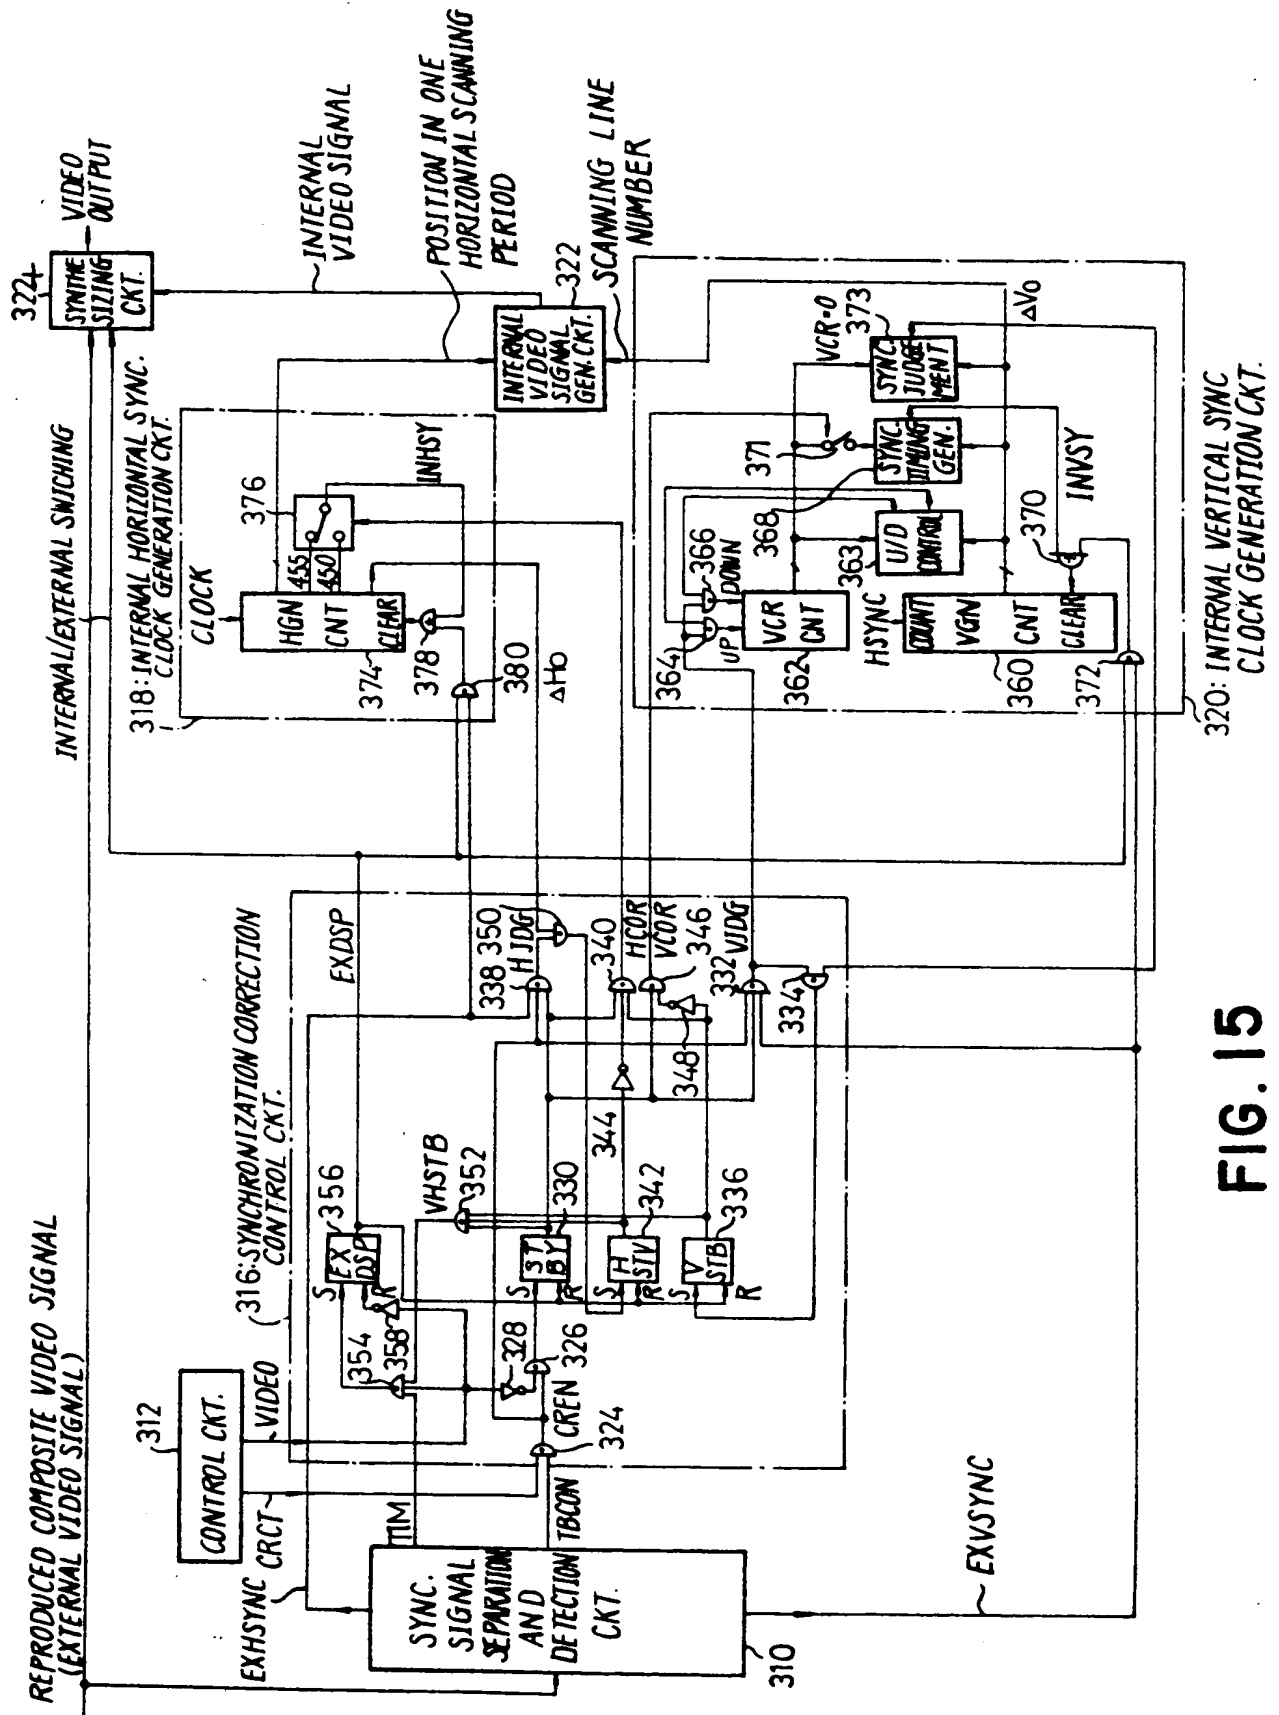 REPRODUCED COMPOSITE VIDEO SIGNAL
(EXTERNAL VIDEO SIGNAL)
INTERNAL/EXTERNAL SWICHING
324
SYNTHE
SIZING
CKT.
VIDEO
OUTPUT
312
CONTROL CKT.
VIDEO
CRCT
EXHSYNC
TIM
TBCON
SYNC.
SIGNAL
SEPARATION
AND
DETECTION
CKT.
310
EXVSYNC
316:SYNCHRONIZATION CORRECTION
CONTROL CKT.
EXDSP
356
S
EX
DSP
R
354
358
VHSTB
352
328
326
CREN
324
S
ST
BY
R
330
S
H
STV
R
342
S
V
STB
R
336
344
348
338
HJDG
350
340
HCOR
VCOR
346
332
VJDG
334
318:INTERNAL HORIZONTAL SYNC.
CLOCK GENERATION CKT.
CLOCK
HGN
CNT
CLEAR
455
450
376
INHSY
374
378
380
ΔHo
INTERNAL
VIDEO SIGNAL
POSITION IN ONE
HORIZONTAL SCANNING
PERIOD
INTERNAL
VIDEO
SIGNAL
GEN.CKT.
322
SCANNING LINE
NUMBER
364
UP
366
DOWN
VCR
CNT
362
363
U/D
CONTROL
368
371
SYNC.
TIMING
GEN.
VCR=0
373
SYNC.
JUDGE
MENT
ΔVo
HSYNC
COUNT
VGN
CNT
CLEAR
360
370
INVSY
372
320: INTERNAL VERTICAL SYNC
CLOCK GENERATION CKT.
FIG. 15